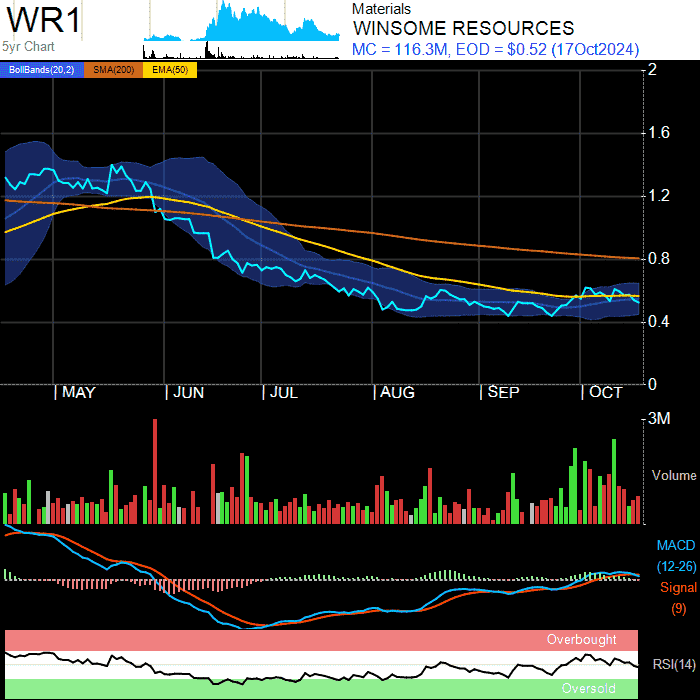 WR1
5yr Chart
Materials
WINSOME RESOURCES
MC = 116.3M, EOD = $0.52 (17Oct2024)
BollBands(20,2) SMA(200) EMA(50)
2
1.6
1.2
0.8
0.4
0
MAY JUN JUL AUG SEP OCT
3M
Volume
MACD
(12-26)
Signal
(9)
Overbought
RSI(14)
Oversold